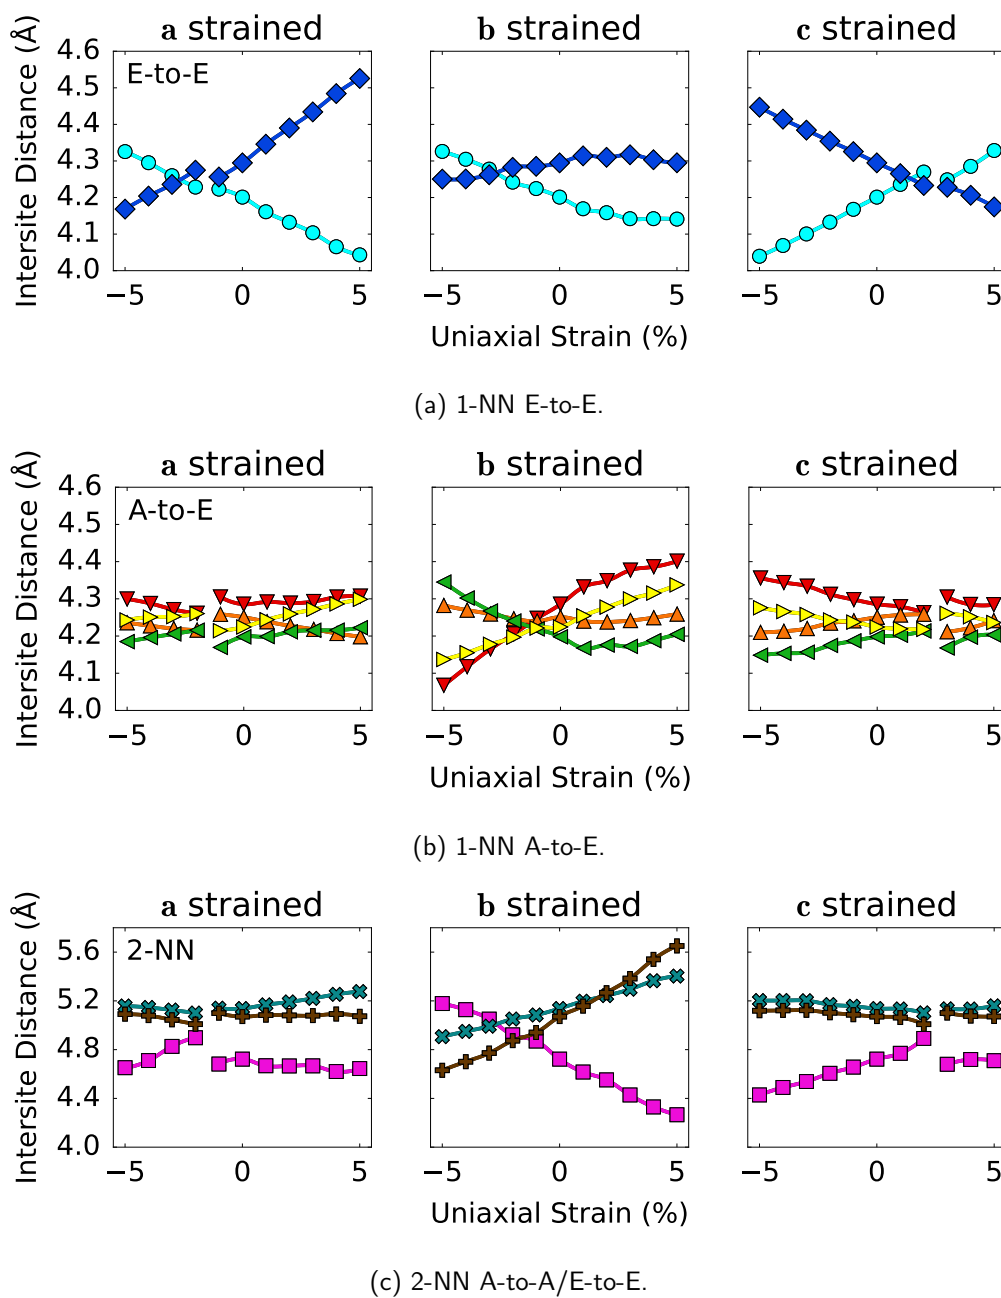 a strained b strained c strained
Intersite Distance (Å)
4.6
4.5
4.4
4.3
4.2
4.1
4.0
E-to-E
−5 0 5 −5 0 5 −5 0 5
Uniaxial Strain (%)
(a) 1-NN E-to-E.
a strained b strained c strained
Intersite Distance (Å)
4.6
4.5
4.4
4.3
4.2
4.1
4.0
A-to-E
−5 0 5 −5 0 5 −5 0 5
Uniaxial Strain (%)
(b) 1-NN A-to-E.
a strained b strained c strained
Intersite Distance (Å)
5.6
5.2
4.8
4.4
4.0
2-NN
−5 0 5 −5 0 5 −5 0 5
Uniaxial Strain (%)
(c) 2-NN A-to-A/E-to-E.